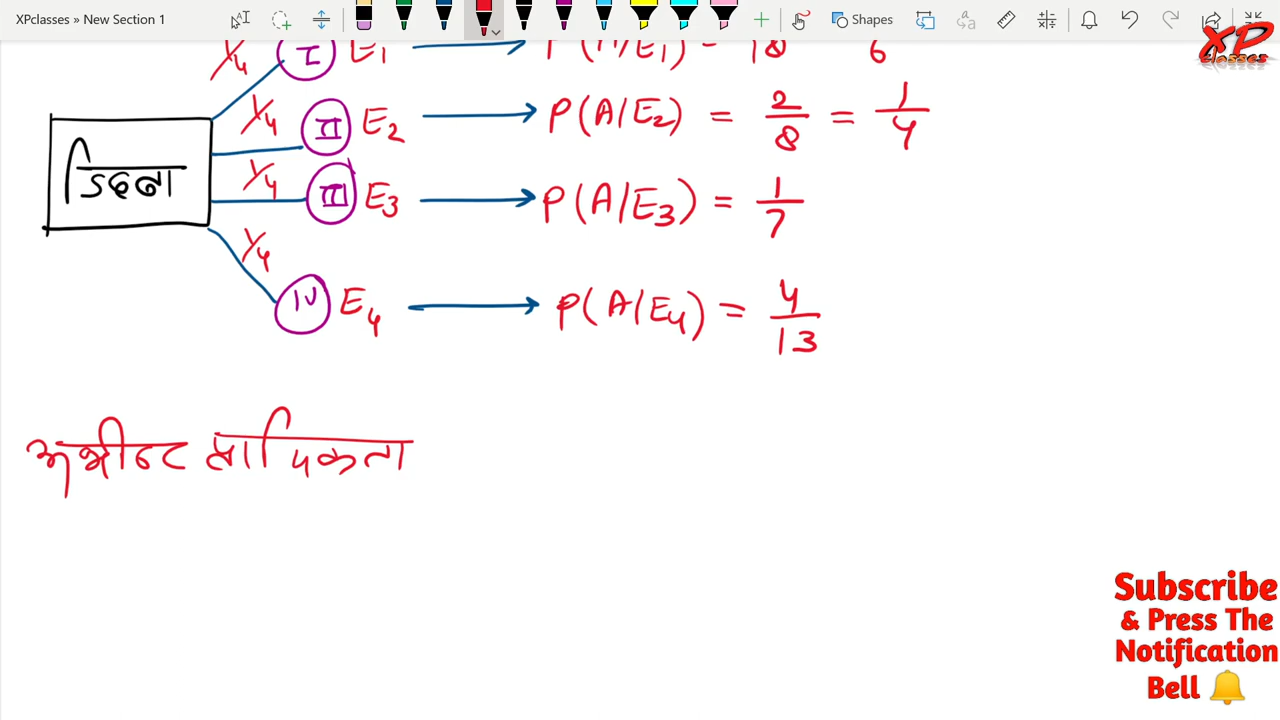 XPclasses » New Section 1
Shapes
XP classes
1/4 I E1 P(A/E1) = 18 6
1/4 II E2 P(A/E2) = 2/8 = 1/4
डिब्बा
1/4 III E3 P(A/E3) = 1/7
1/4 IV E4 P(A/E4) = 4/13
अभीष्ट प्रायिकता
Subscribe
& Press The
Notification
Bell